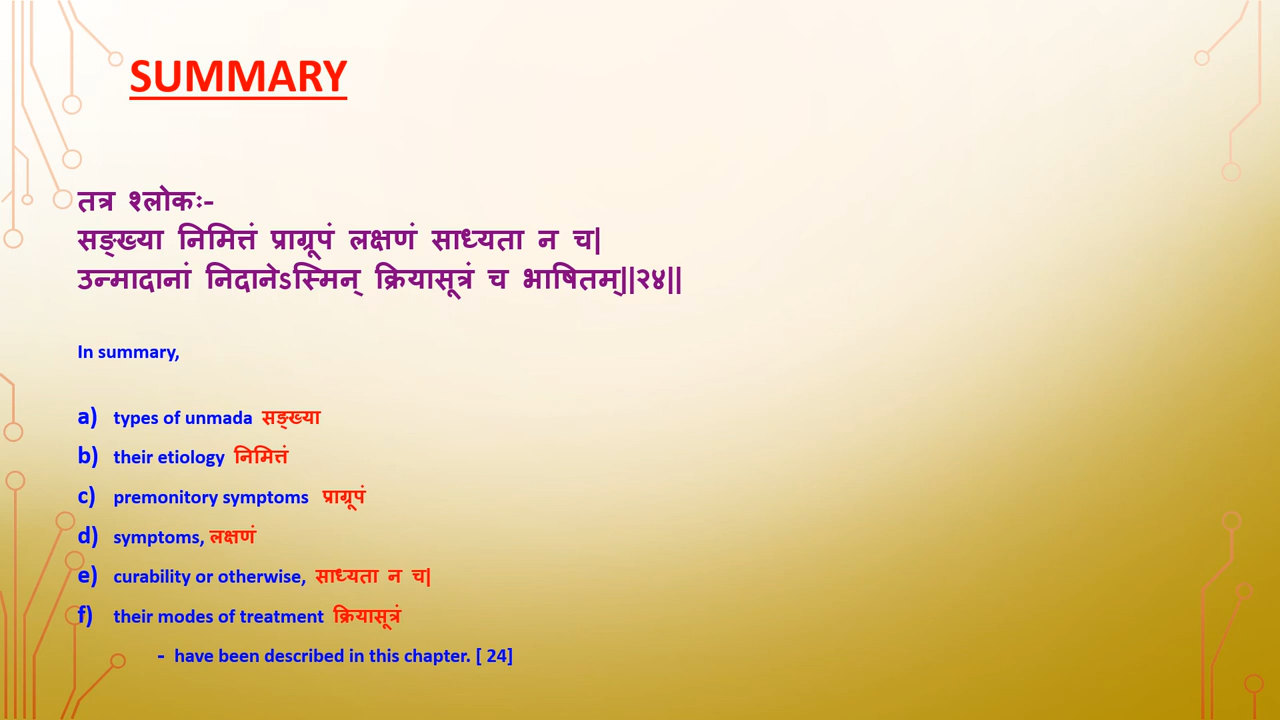 SUMMARY
तत्र श्लोकः-
सङ्ख्या निमित्तं प्राग्रूपं लक्षणं साध्यता न च|
उन्मादानां निदानेऽस्मिन् क्रियासूत्रं च भाषितम्||२४||
In summary,
a) types of unmada सङ्ख्या
b) their etiology निमित्तं
c) premonitory symptoms प्राग्रूपं
d) symptoms, लक्षणं
e) curability or otherwise, साध्यता न च|
f) their modes of treatment क्रियासूत्रं
- have been described in this chapter. [ 24]